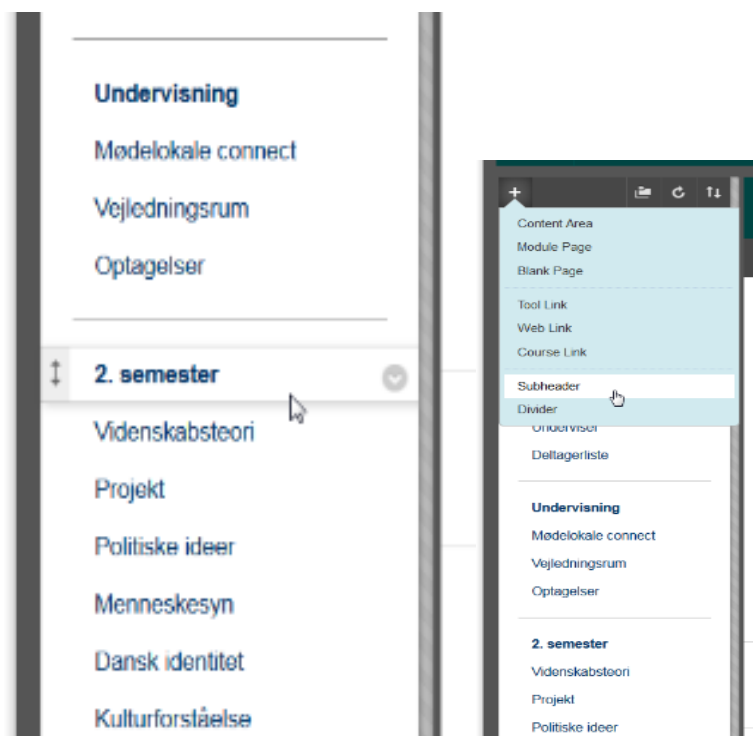 Undervisning
Mødelokale connect
Vejledningsrum
Optagelser
2. semester
Videnskabsteori
Projekt
Politiske ideer
Menneskesyn
Dansk identitet
Kulturforståelse
Content Area
Module Page
Blank Page
Tool Link
Web Link
Course Link
Subheader
Divider
Underviser
Deltagerliste
Undervisning
Mødelokale connect
Vejledningsrum
Optagelser
2. semester
Videnskabsteori
Projekt
Politiske ideer